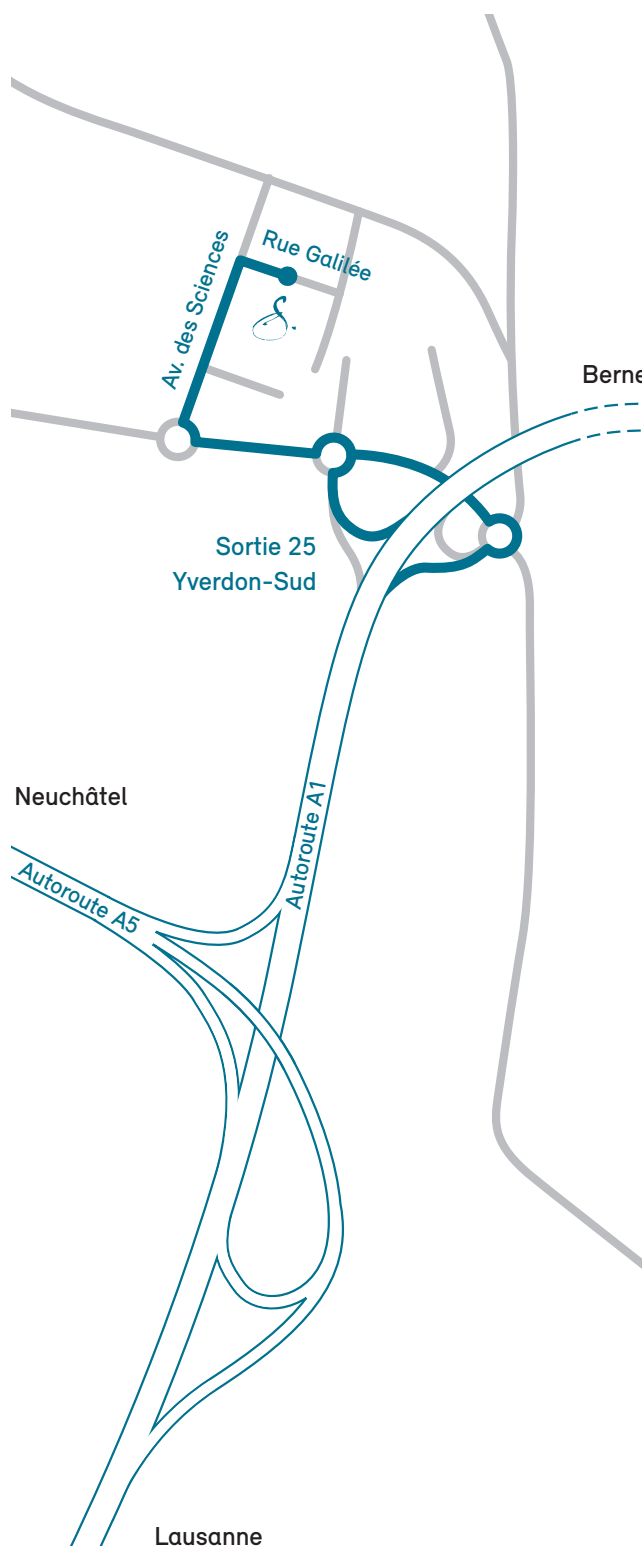 Rue Galilée
Av. des Sciences
S.
Berne
Sortie 25
Yverdon-Sud
Neuchâtel
Autoroute A1
Autoroute A5
Lausanne